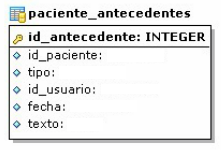 paciente_antecedentes
id_antecedente: INTEGER
id_paciente:
tipo:
id_usuario:
fecha:
texto: